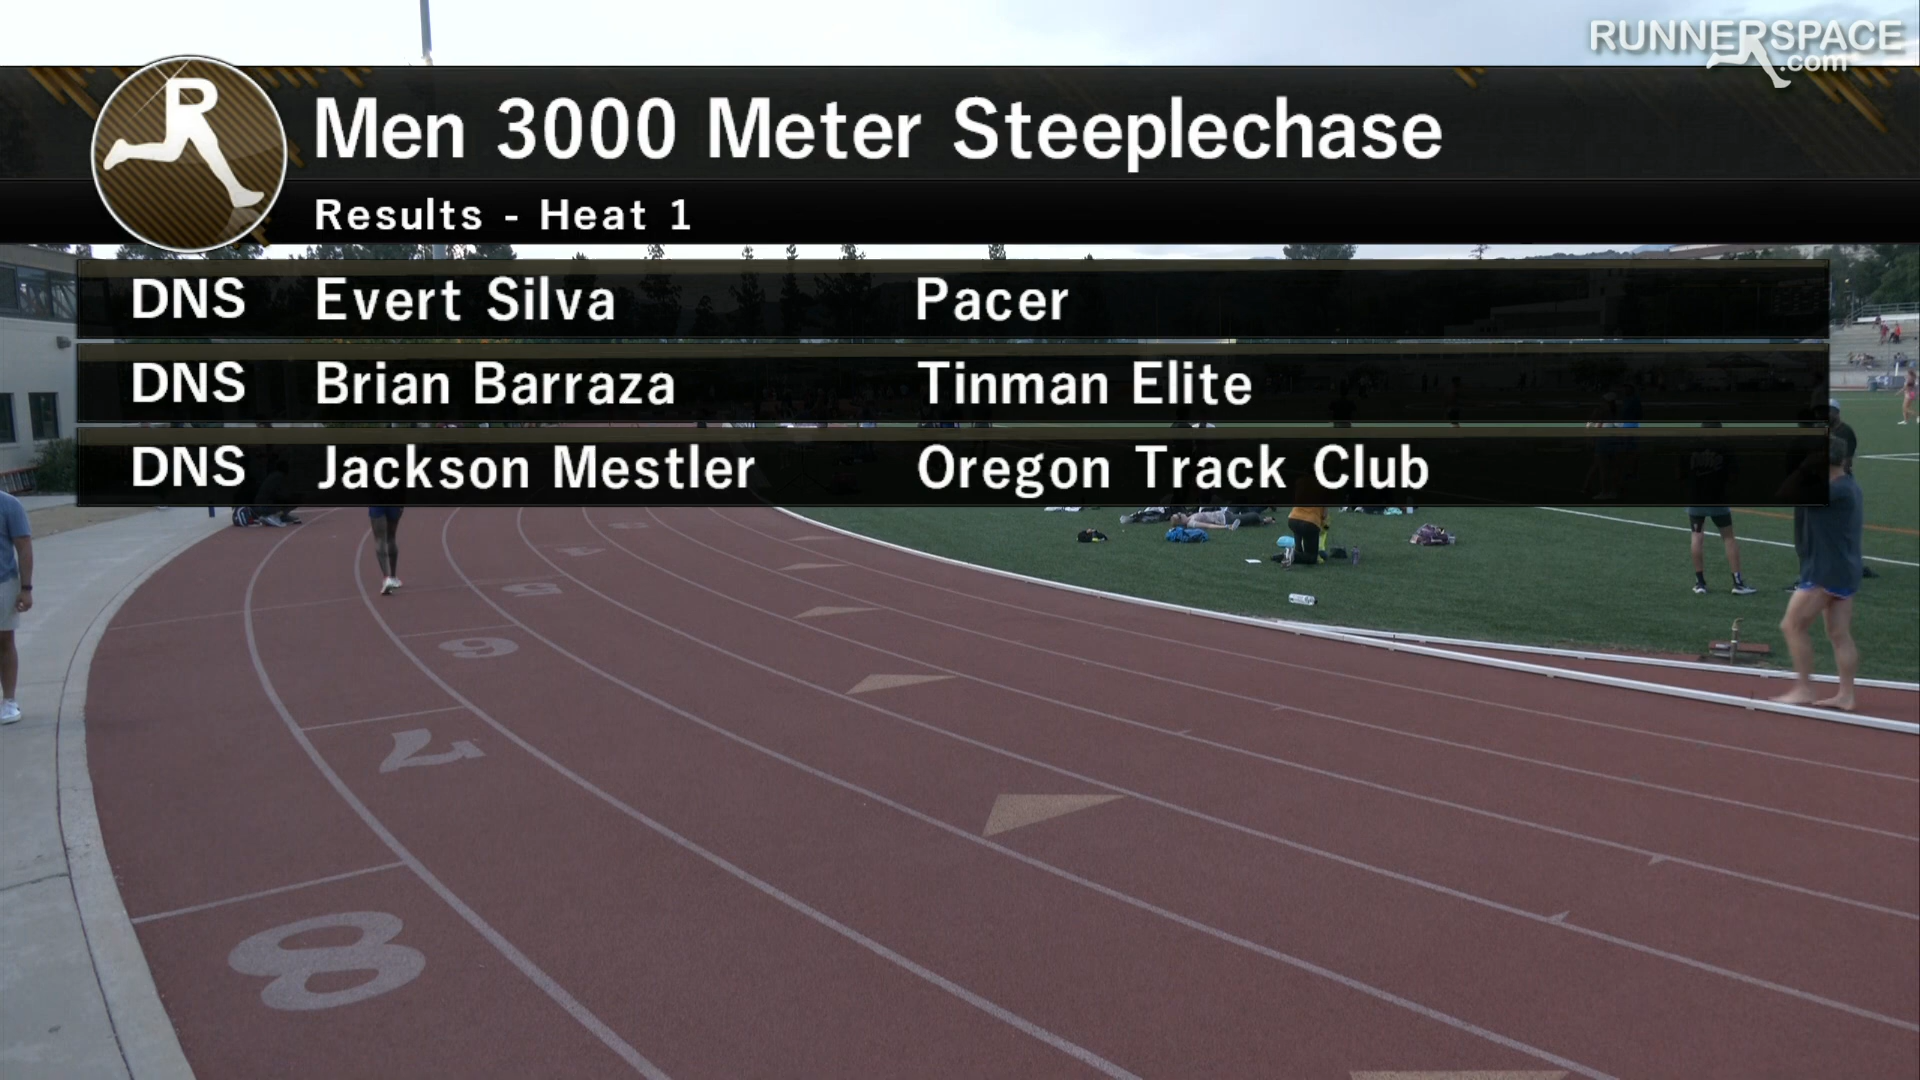 RUNNERSPACE
.com
R
Men 3000 Meter Steeplechase
Results - Heat 1
DNS Evert Silva Pacer
DNS Brian Barraza Tinman Elite
DNS Jackson Mestler Oregon Track Club
6
7
8